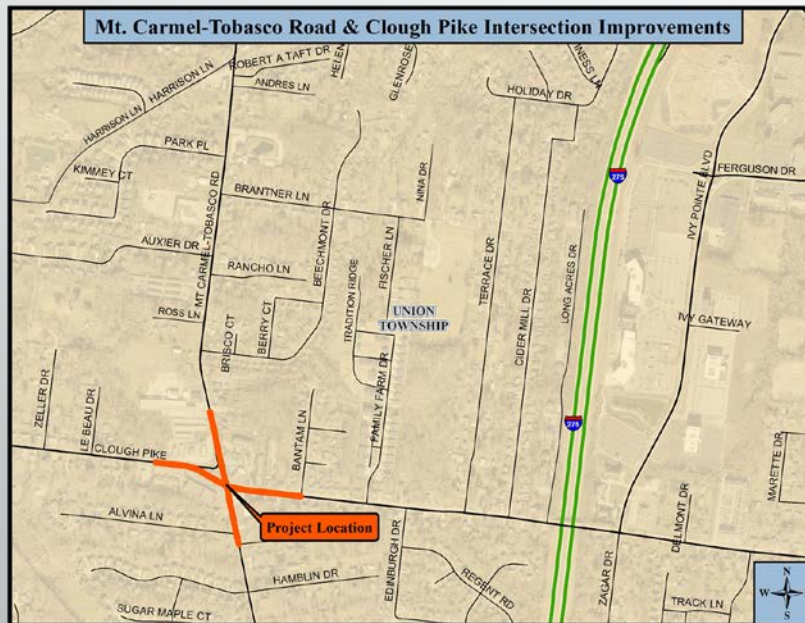 Mt. Carmel-Tobasco Road & Clough Pike Intersection Improvements
ROBERT A TAFT DR
HELEN
GLENROSE
INESS LN
HARRISON LN
HARRISON LN
ANDRES LN
HOLIDAY DR
PARK PL
KIMMEY CT
275
FERGUSON DR
IVY POINTE BLVD
MT CARMEL-TOBASCO RD
BRANTNER LN
NINA DR
BEECHMONT DR
FISCHER LN
AUXIER DR
RANCHO LN
TRADITION RIDGE
TERRACE DR
CIDER MILL DR
LONG ACRES DR
UNION
TOWNSHIP
ROSS LN
BRISCO CT
BERRY CT
IVY GATEWAY
FAMILY FARM DR
ZELLER DR
LE BEAU DR
275
BANTAM LN
CLOUGH PIKE
MARETTE DR
ALVINA LN
Project Location
EDINBURGH DR
DELMONT DR
HAMBLIN DR
REGENT RD
ZAGAR DR
SUGAR MAPLE CT
TRACK LN
N
W
E
S